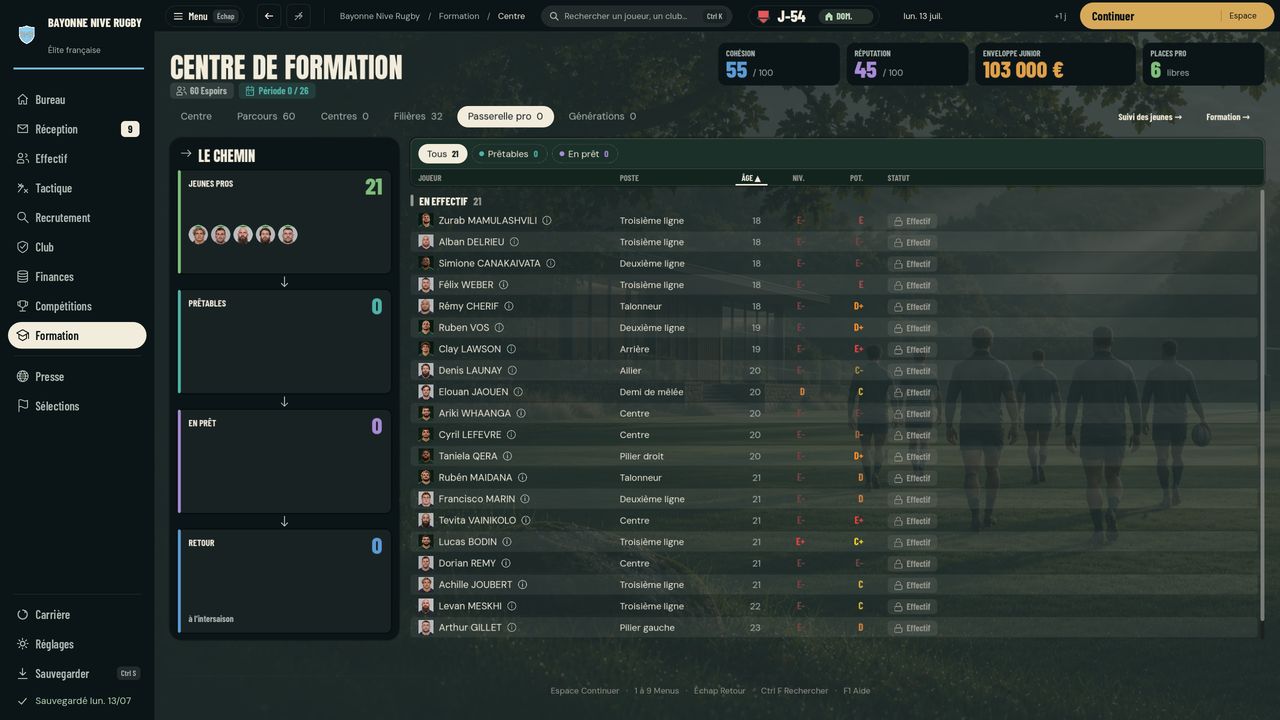 BAYONNE NIVE RUGBY
Élite française
Bureau
Réception 9
Effectif
Tactique
Recrutement
Club
Finances
Compétitions
Formation
Presse
Sélections
Carrière
Réglages
Sauvegarder Ctrl S
Sauvegardé lun. 13/07
Menu Échap
Bayonne Nive Rugby / Formation / Centre
Rechercher un joueur, un club... Ctrl K
J-54 DOM.
lun. 13 juil.
+1 j
Continuer Espace
CENTRE DE FORMATION
60 Espoirs Période 0 / 26
COHÉSION
55 / 100
RÉPUTATION
45 / 100
ENVELOPPE JUNIOR
103 000 €
PLACES PRO
6 libres
Centre Parcours 60 Centres 0 Filières 32 Passerelle pro 0 Générations 0
Suivi des jeunes → Formation →
→ LE CHEMIN
JEUNES PROS 21
PRÊTABLES 0
EN PRÊT 0
RETOUR 0
à l'intersaison
Tous 21 Prêtables 0 En prêt 0
JOUEUR POSTE ÂGE ▲ NIV. POT. STATUT
EN EFFECTIF 21
Zurab MAMULASHVILI Troisième ligne 18 E- E Effectif
Alban DELRIEU Troisième ligne 18 E- E- Effectif
Simione CANAKAIVATA Deuxième ligne 18 E- E- Effectif
Félix WEBER Troisième ligne 18 E- E Effectif
Rémy CHERIF Talonneur 18 E- D+ Effectif
Ruben VOS Deuxième ligne 19 E- D+ Effectif
Clay LAWSON Arrière 19 E- E+ Effectif
Denis LAUNAY Ailier 20 E- C- Effectif
Elouan JAOUEN Demi de mêlée 20 D C Effectif
Ariki WHAANGA Centre 20 E- E- Effectif
Cyril LEFEVRE Centre 20 E- D- Effectif
Taniela QERA Pilier droit 20 E- D+ Effectif
Rubén MAIDANA Talonneur 21 E- D Effectif
Francisco MARIN Deuxième ligne 21 E- D Effectif
Tevita VAINIKOLO Centre 21 E- E+ Effectif
Lucas BODIN Troisième ligne 21 E+ C+ Effectif
Dorian REMY Centre 21 E- E- Effectif
Achille JOUBERT Troisième ligne 21 E- C Effectif
Levan MESKHI Troisième ligne 22 E- C Effectif
Arthur GILLET Pilier gauche 23 E- D Effectif
Espace Continuer · 1 à 9 Menus · Échap Retour · Ctrl F Rechercher · F1 Aide